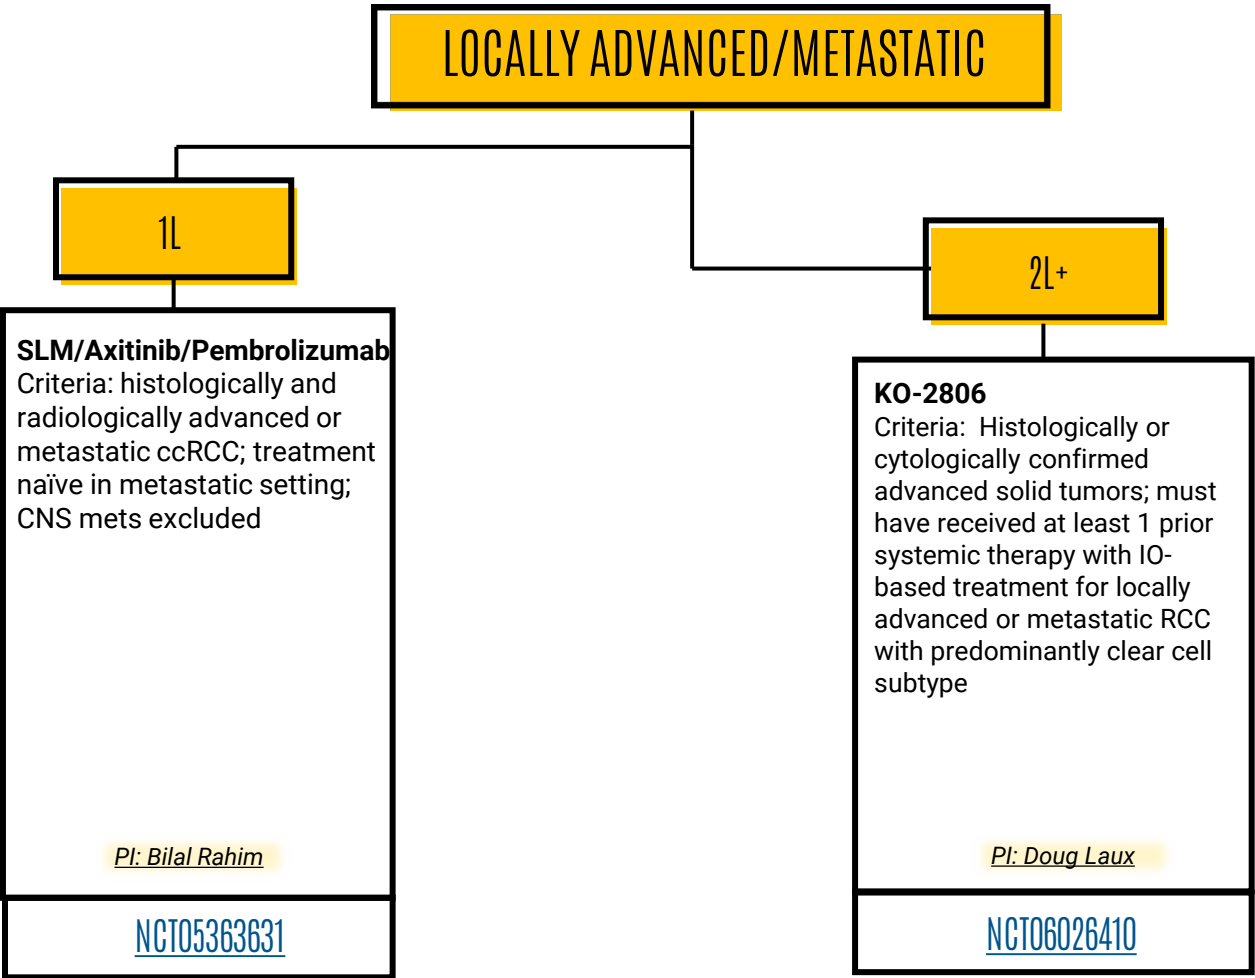 LOCALLY ADVANCED/METASTATIC
1L
SLM/Axitinib/Pembrolizumab
Criteria: histologically and
radiologically advanced or
metastatic ccRCC; treatment
naïve in metastatic setting;
CNS mets excluded
PI: Bilal Rahim
NCT05363631
2L+
KO-2806
Criteria:  Histologically or
cytologically confirmed
advanced solid tumors; must
have received at least 1 prior
systemic therapy with IO-
based treatment for locally
advanced or metastatic RCC
with predominantly clear cell
subtype
PI: Doug Laux
NCT06026410